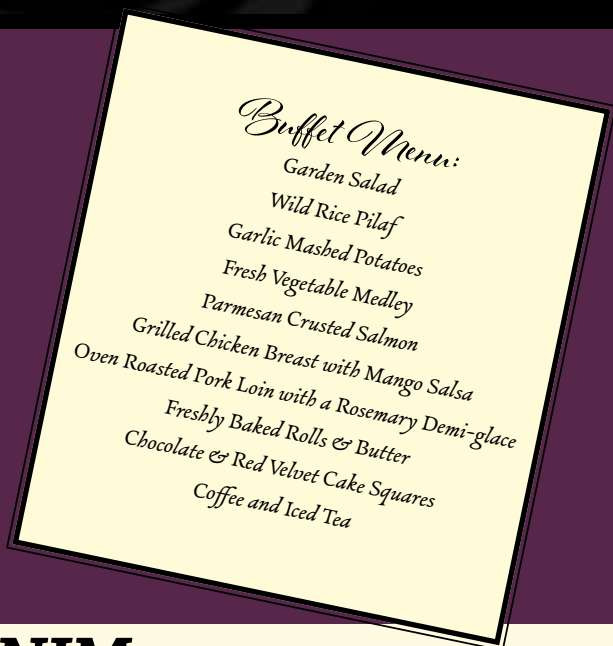 Buffet Menu:
Garden Salad
Wild Rice Pilaf
Garlic Mashed Potatoes
Fresh Vegetable Medley
Parmesan Crusted Salmon
Grilled Chicken Breast with Mango Salsa
Oven Roasted Pork Loin with a Rosemary Demi-glace
Freshly Baked Rolls & Butter
Chocolate & Red Velvet Cake Squares
Coffee and Iced Tea